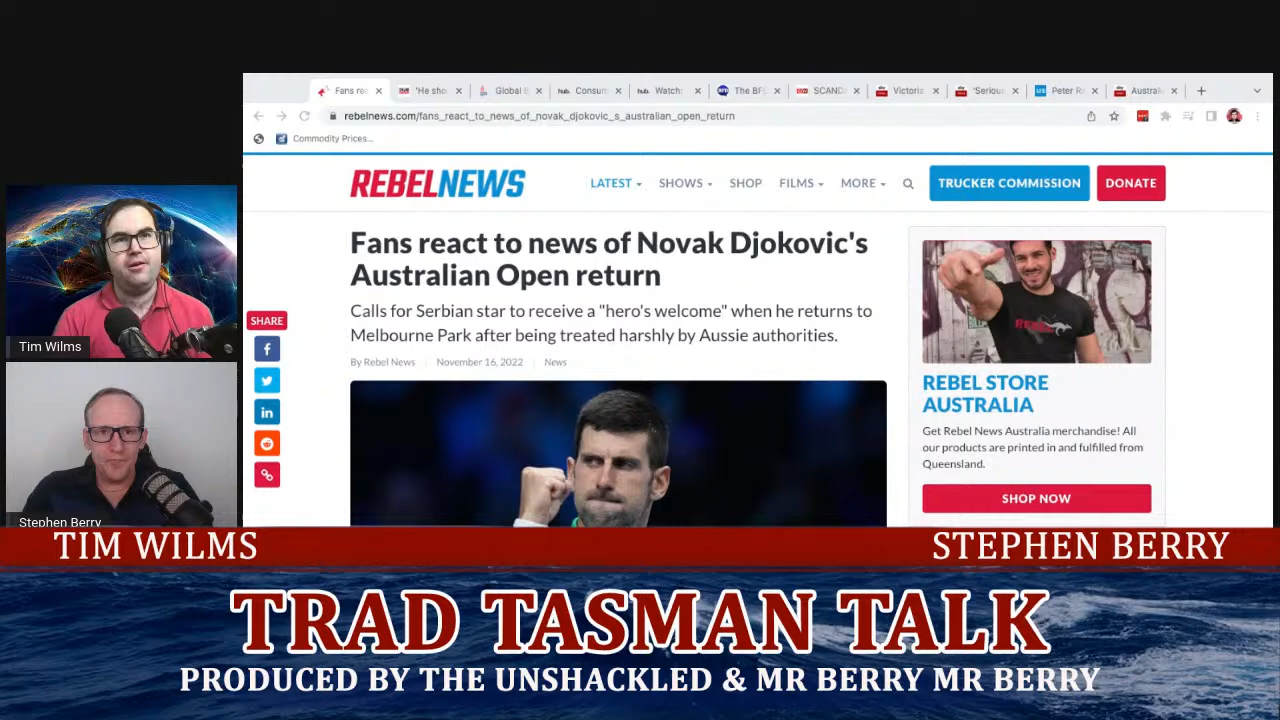 Fans rea
'He sho
Global E
hub. Consum
hub. Watch:
The BFS
SCANDA
Victoria
"Serious
Peter R
Austral
rebelnews.com/fans_react_to_news_of_novak_djokovic_s_australian_open_return
Commodity Prices...
REBELNEWS
LATEST
SHOWS
SHOP
FILMS
MORE
TRUCKER COMMISSION
DONATE
Fans react to news of Novak Djokovic's
Australian Open return
Calls for Serbian star to receive a "hero's welcome" when he returns to
Melbourne Park after being treated harshly by Aussie authorities.
SHARE
By Rebel News
November 16, 2022
News
REBEL STORE
AUSTRALIA
Get Rebel News Australia merchandise! All
our products are printed in and fulfilled from
Queensland.
SHOP NOW
Tim Wilms
Stephen Berry
TIM WILMS
STEPHEN BERRY
TRAD TASMAN TALK
PRODUCED BY THE UNSHACKLED & MR BERRY MR BERRY